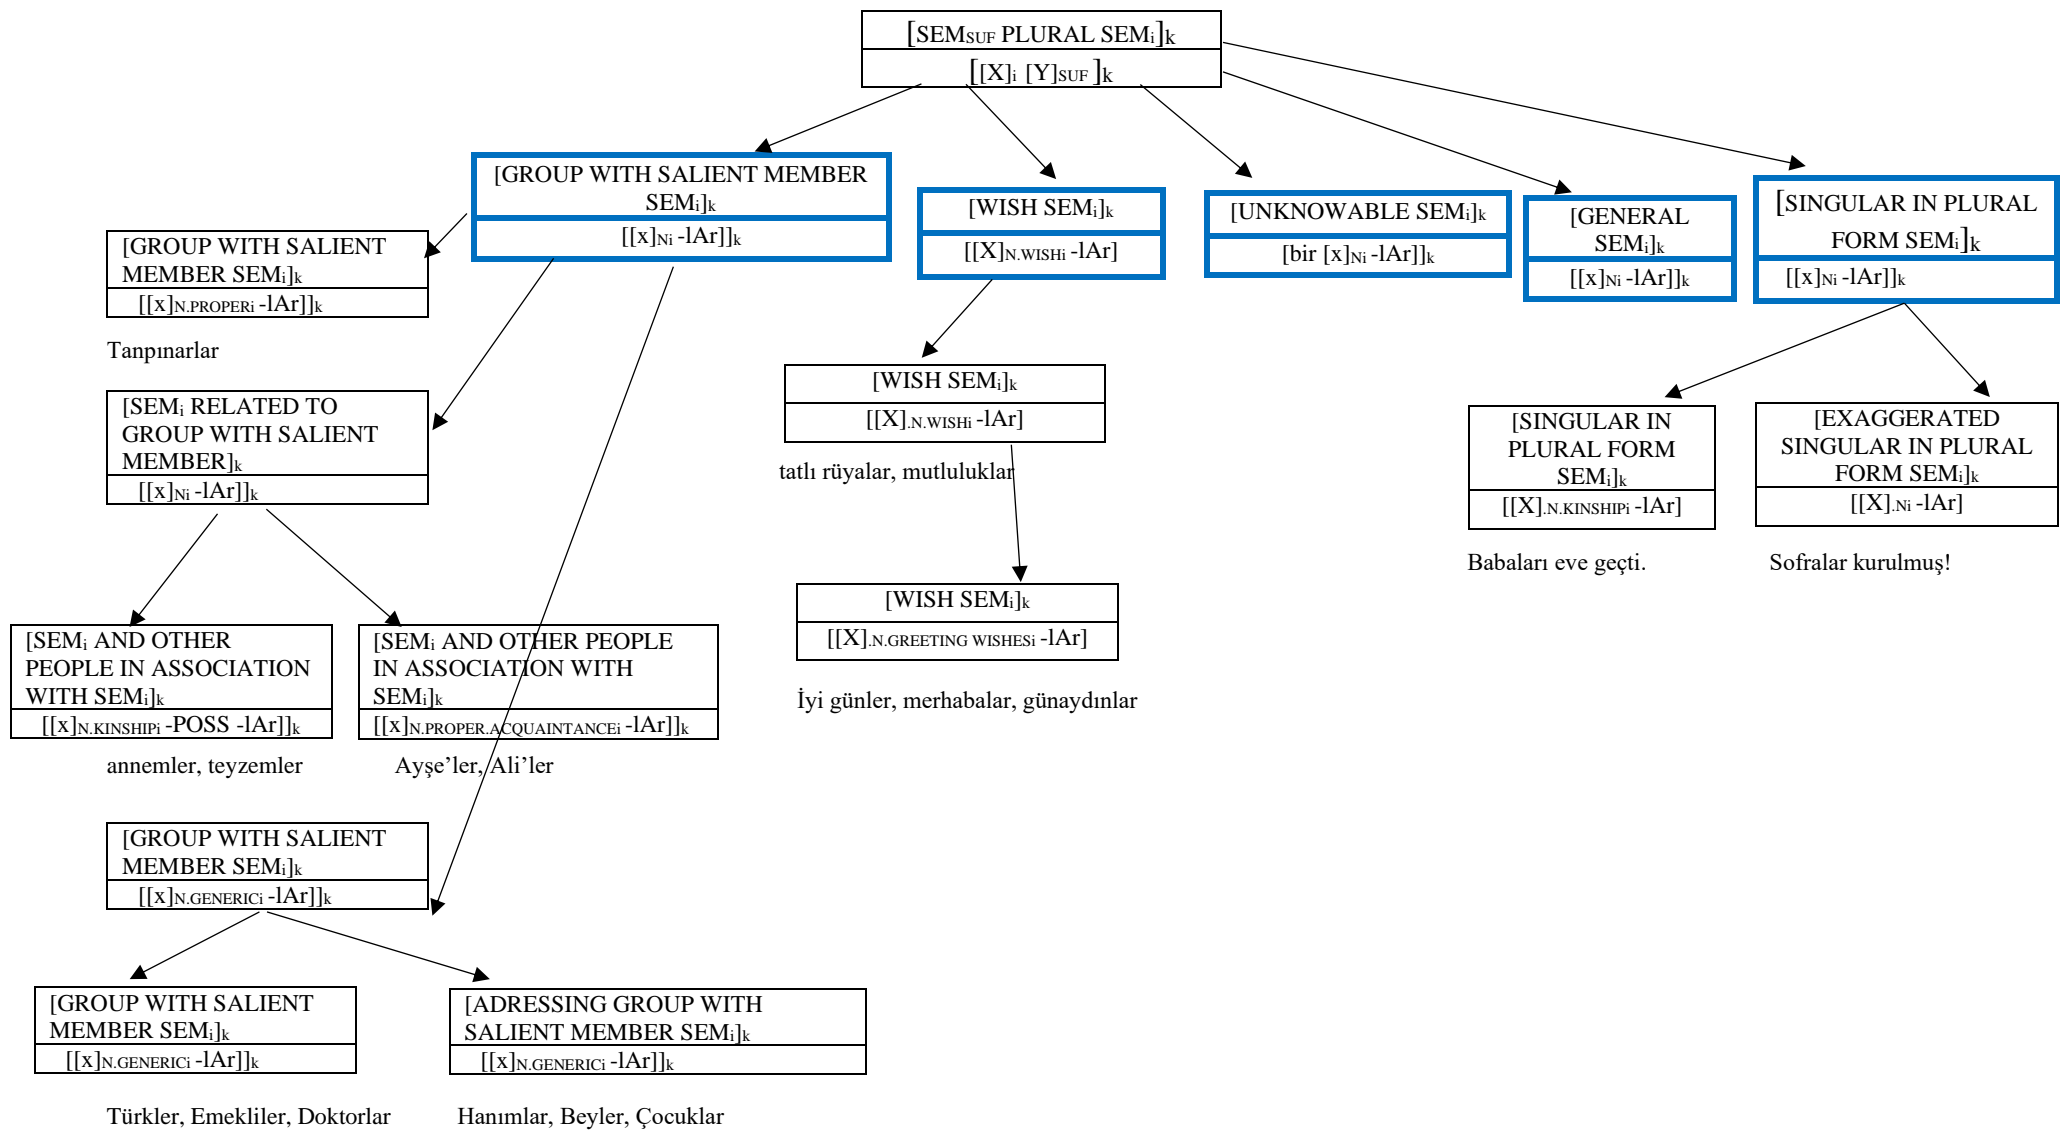 [SEMSUF PLURAL SEMi]k
[[X]i [Y]SUF ]k
[GROUP WITH SALIENT MEMBER
SEMi]k
[[x]Ni -lAr]]k
[WISH SEMi]k
[[X]N.WISHi -lAr]
[UNKNOWABLE SEMi]k
[bir [x]Ni -lAr]]k
[GENERAL
SEMi]k
[[x]Ni -lAr]]k
[SINGULAR IN PLURAL
FORM SEMi]k
[[x]Ni -lAr]]k
[GROUP WITH SALIENT
MEMBER SEMi]k
[[x]N.PROPERi -lAr]]k
Tanpınarlar
[SEMi RELATED TO
GROUP WITH SALIENT
MEMBER]k
[[x]Ni -lAr]]k
[WISH SEMi]k
[[X].N.WISHi -lAr]
tatlı rüyalar, mutluluklar
[SINGULAR IN
PLURAL FORM
SEMi]k
[[X].N.KINSHIPi -lAr]
Babaları eve geçti.
[EXAGGERATED
SINGULAR IN PLURAL
FORM SEMi]k
[[X].Ni -lAr]
Sofralar kurulmuş!
[WISH SEMi]k
[[X].N.GREETING WISHESi -lAr]
İyi günler, merhabalar, günaydınlar
[SEMi AND OTHER
PEOPLE IN ASSOCIATION
WITH SEMi]k
[[x]N.KINSHIPi -POSS -lAr]]k
annemler, teyzemler
[SEMi AND OTHER PEOPLE
IN ASSOCIATION WITH
SEMi]k
[[x]N.PROPER.ACQUAINTANCEi -lAr]]k
Ayşe’ler, Ali’ler
[GROUP WITH SALIENT
MEMBER SEMi]k
[[x]N.GENERICi -lAr]]k
[GROUP WITH SALIENT
MEMBER SEMi]k
[[x]N.GENERICi -lAr]]k
Türkler, Emekliler, Doktorlar
[ADRESSING GROUP WITH
SALIENT MEMBER SEMi]k
[[x]N.GENERICi -lAr]]k
Hanımlar, Beyler, Çocuklar